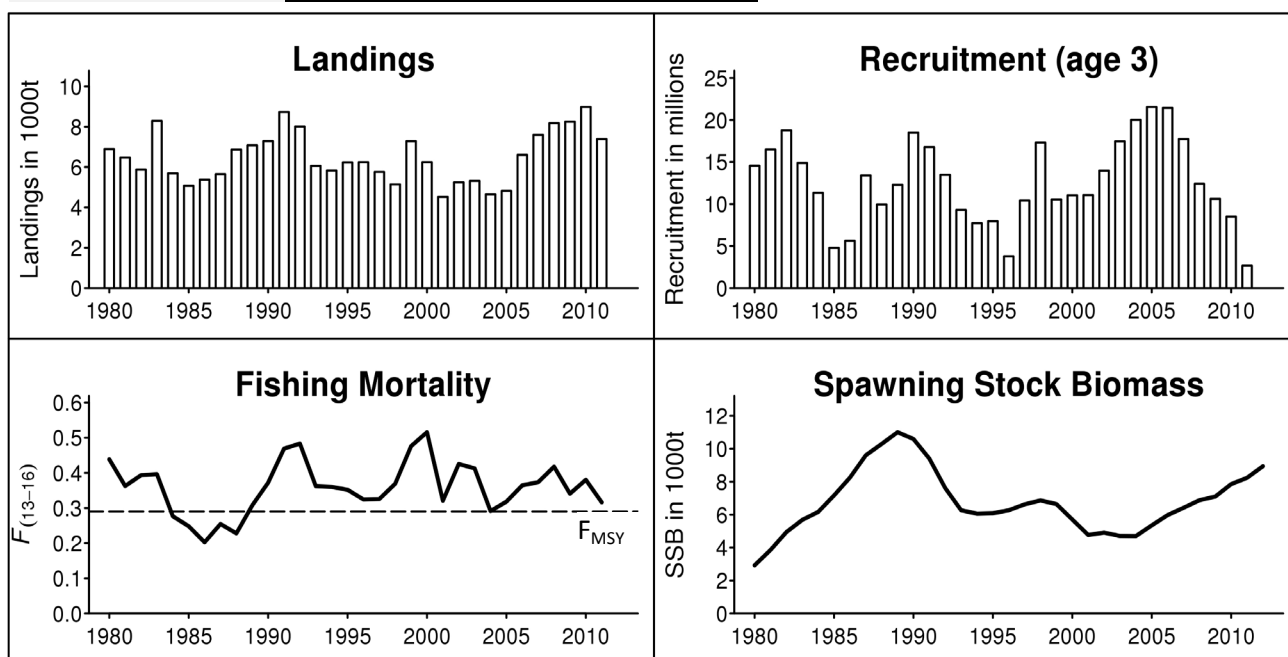 Landings
Landings in 1000t
10
8
6
4
2
0
1980 1985 1990 1995 2000 2005 2010
Recruitment (age 3)
Recruitment in millions
25
20
15
10
5
0
1980 1985 1990 1995 2000 2005 2010
Fishing Mortality
F(13–16)
0.6
0.5
0.4
0.3
0.2
0.1
0.0
FMSY
1980 1985 1990 1995 2000 2005 2010
Spawning Stock Biomass
SSB in 1000t
12
10
8
6
4
2
0
1980 1985 1990 1995 2000 2005 2010